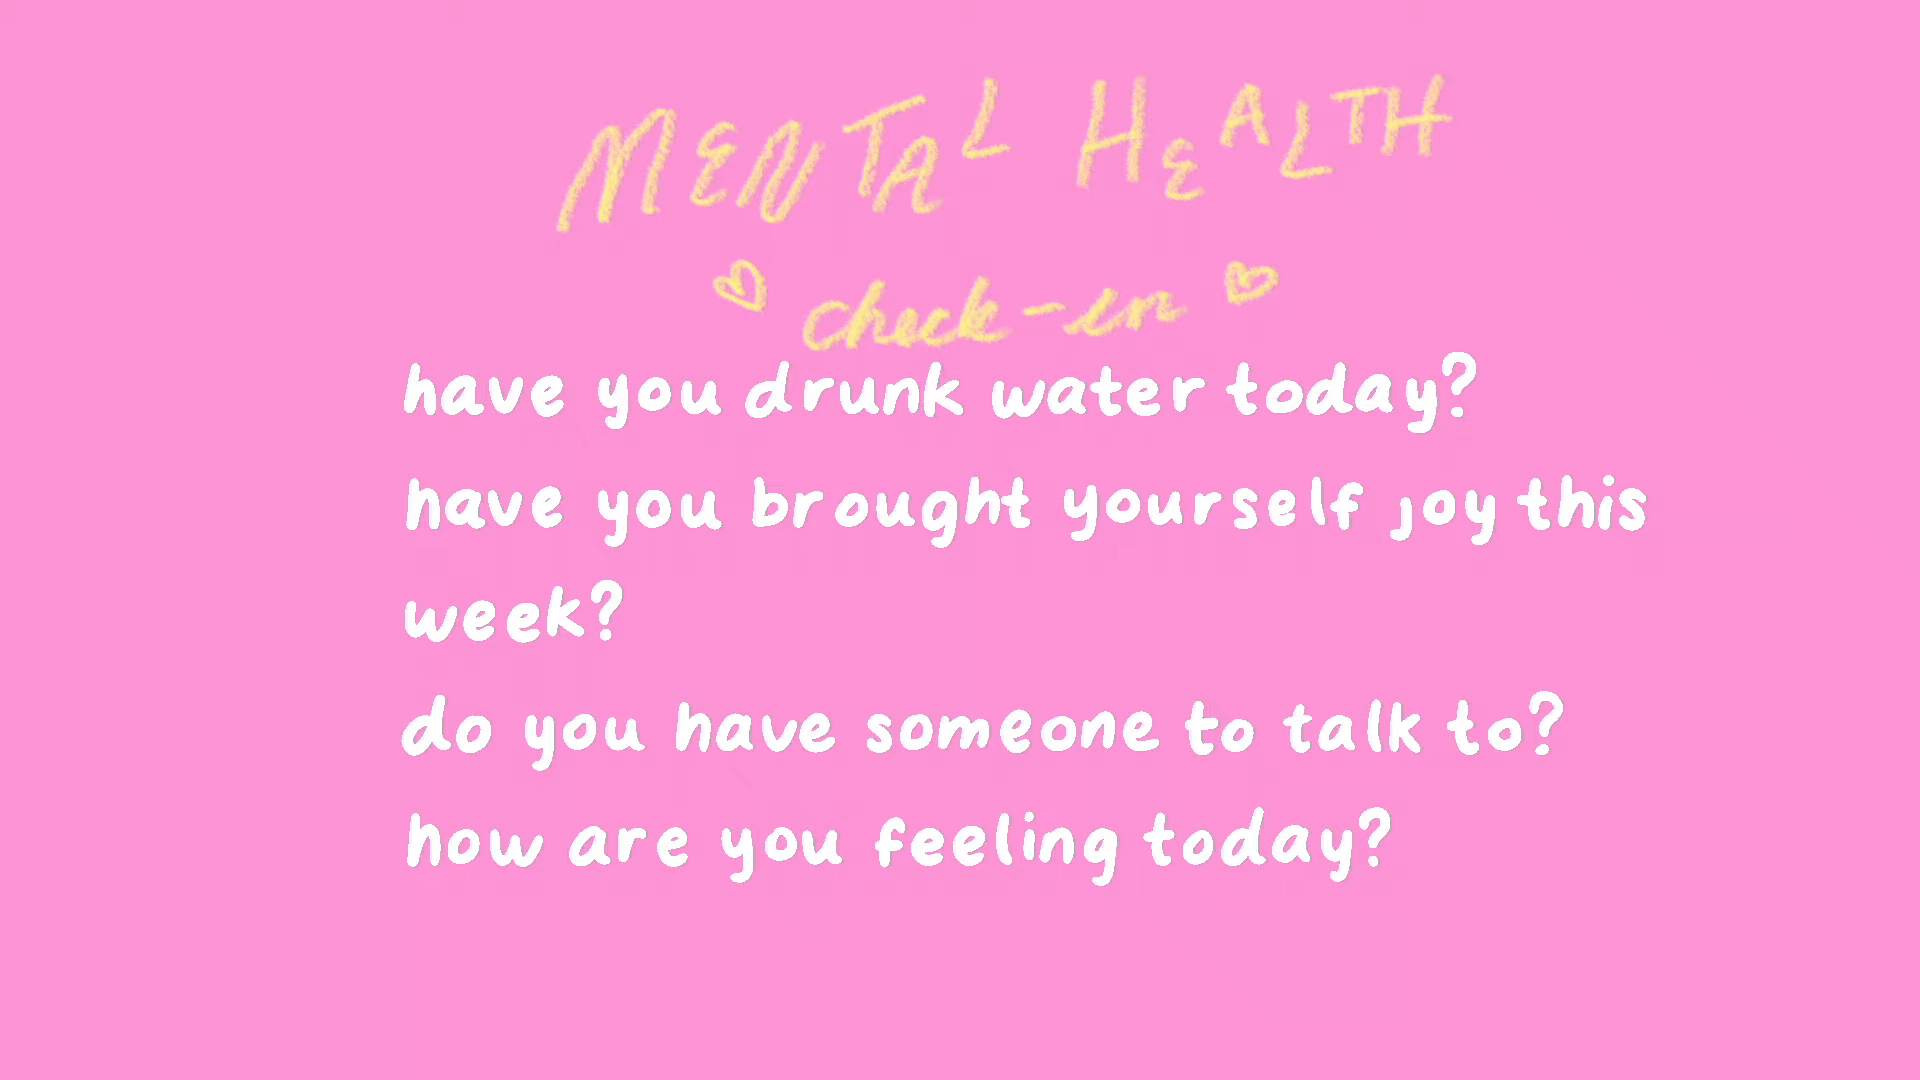 MENTAL HEALTH
check-in
have you drunk water today?
have you brought yourself joy this
week?
do you have someone to talk to?
how are you feeling today?